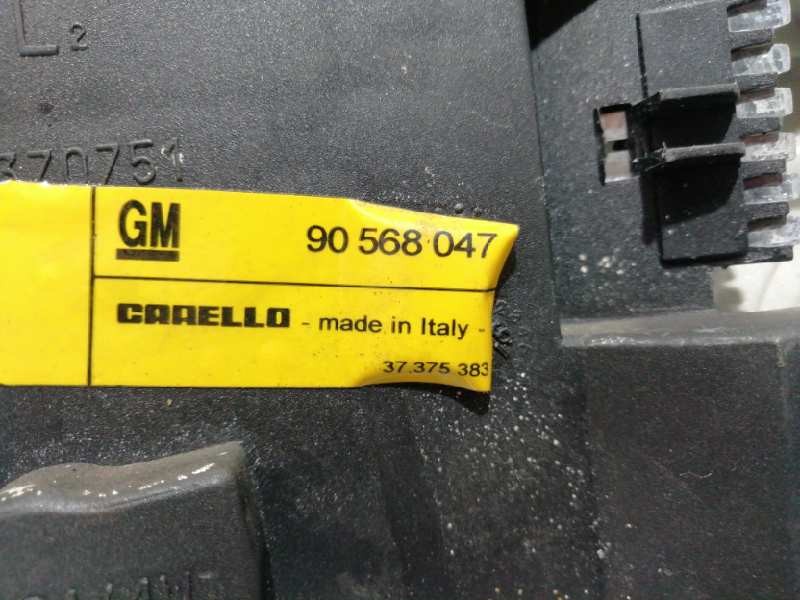 L2
370751
GM 90 568 047
CARELLO - made in Italy -
37.375 383